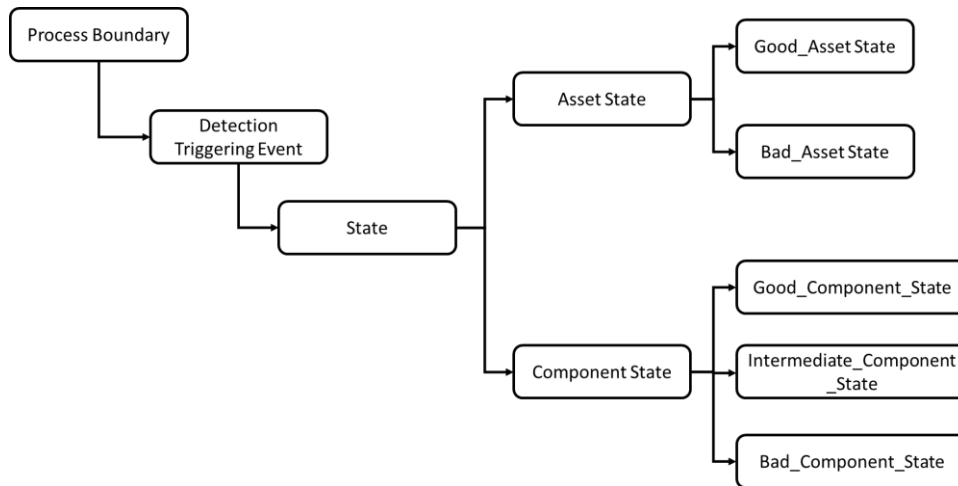 Process Boundary
Detection
Triggering Event
State
Asset State
Good_Asset State
Bad_Asset State
Component State
Good_Component_State
Intermediate_Component
_State
Bad_Component_State